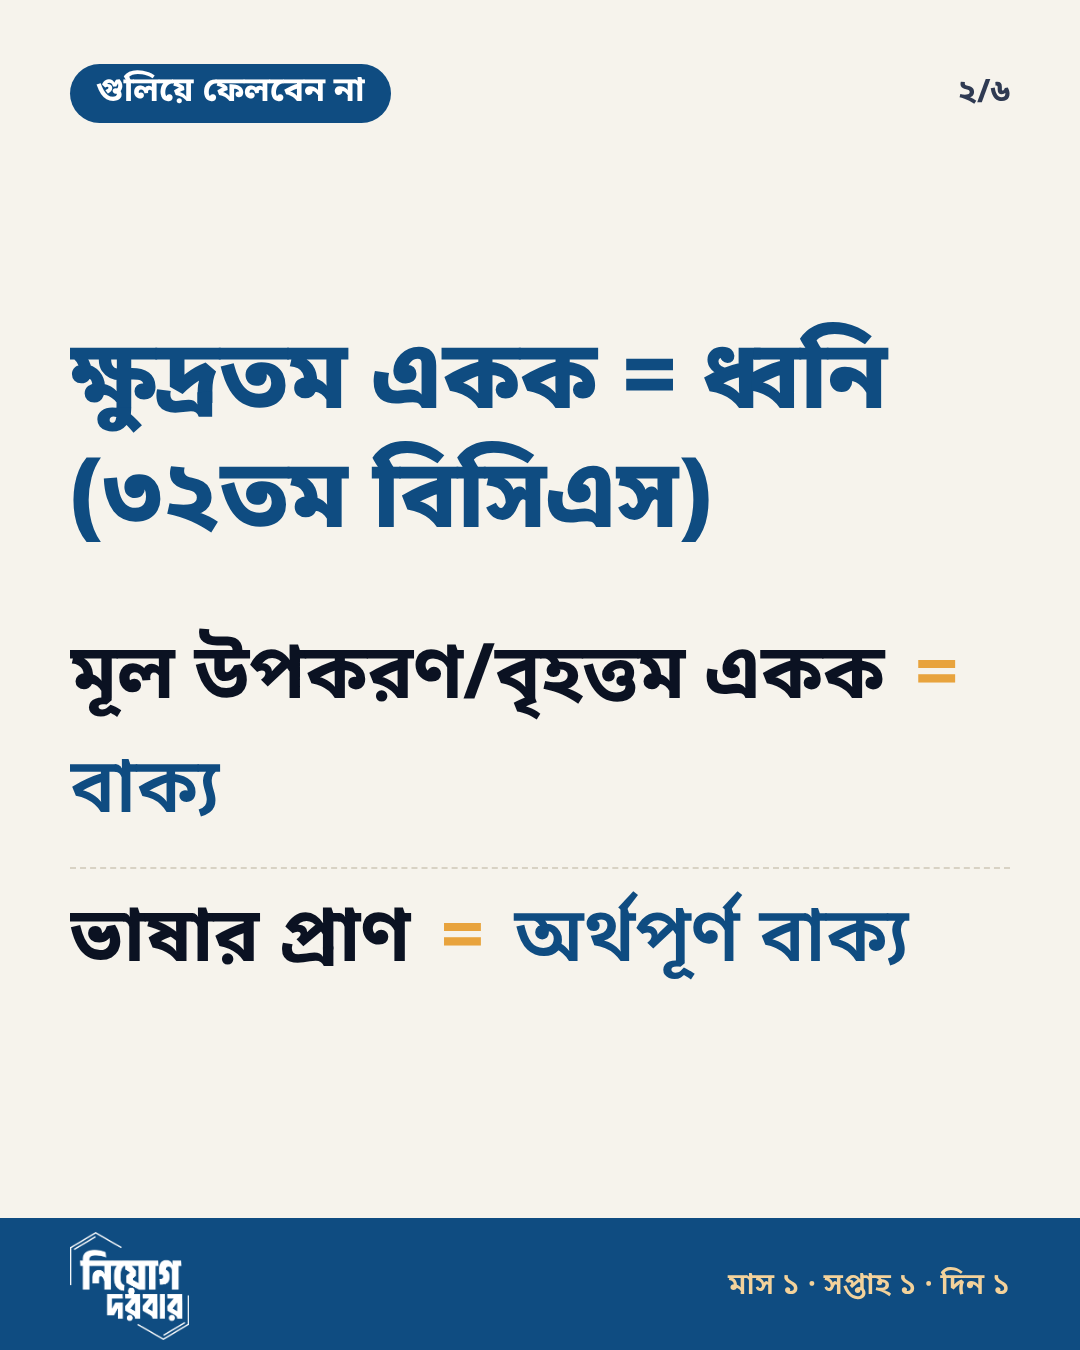 গুলিয়ে ফেলবেন না
২/৬
ক্ষুদ্রতম একক = ধ্বনি
(৩২তম বিসিএস)
মূল উপকরণ/বৃহত্তম একক =
বাক্য
ভাষার প্রাণ = অর্থপূর্ণ বাক্য
নিয়োগ
দরবার
মাস ১ · সপ্তাহ ১ · দিন ১